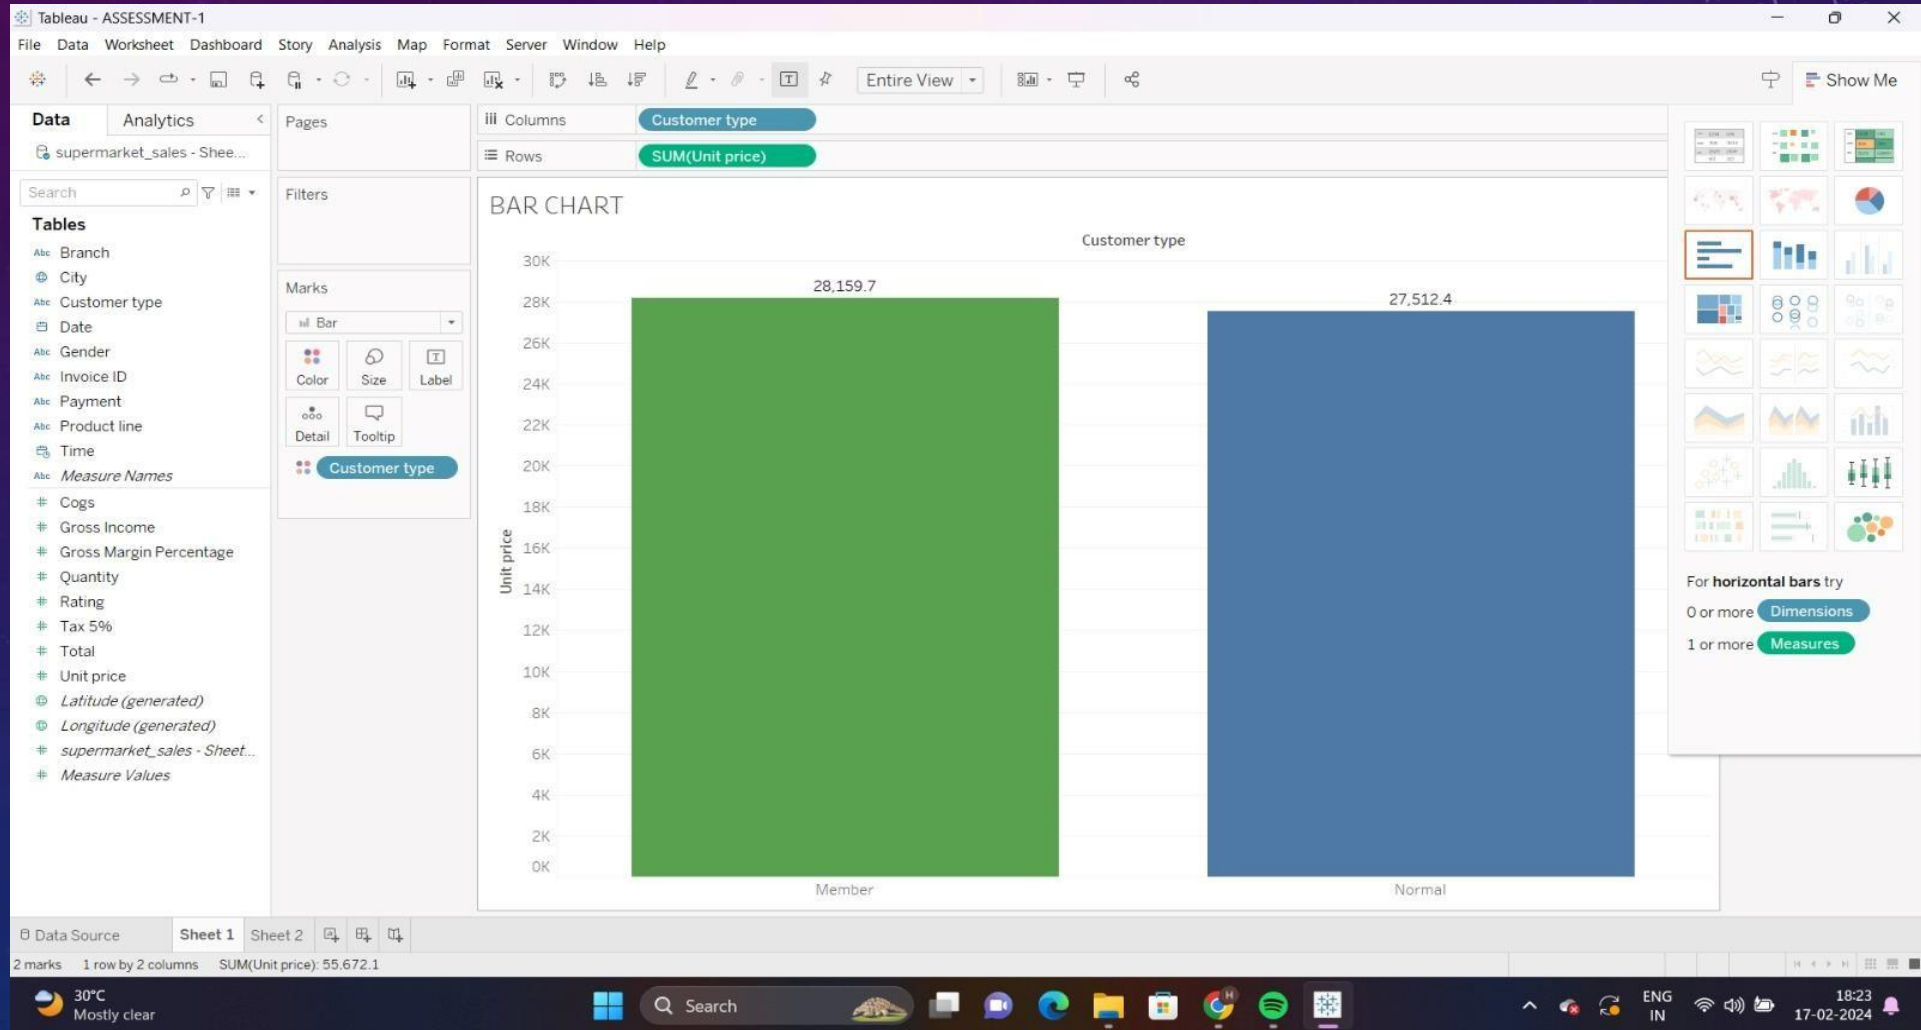 Tableau - ASSESSMENT-1
File Data Worksheet Dashboard Story Analysis Map Format Server Window Help
Entire View
Show Me
Data
Analytics
supermarket_sales - Shee...
Search
Tables
Abc Branch
City
Abc Customer type
Date
Abc Gender
Abc Invoice ID
Abc Payment
Abc Product line
Time
Abc Measure Names
# Cogs
# Gross Income
# Gross Margin Percentage
# Quantity
# Rating
# Tax 5%
# Total
# Unit price
Latitude (generated)
Longitude (generated)
# supermarket_sales - Sheet...
# Measure Values
Pages
Filters
Marks
Bar
Color
Size
Label
Detail
Tooltip
Customer type
Columns
Customer type
Rows
SUM(Unit price)
BAR CHART
Customer type
30K
28K
26K
24K
22K
20K
18K
16K
14K
12K
10K
8K
6K
4K
2K
0K
Unit price
28,159.7
27,512.4
Member
Normal
For horizontal bars try
0 or more Dimensions
1 or more Measures
Data Source
Sheet 1
Sheet 2
2 marks 1 row by 2 columns SUM(Unit price): 55,672.1
30°C
Mostly clear
Search
ENG
IN
18:23
17-02-2024